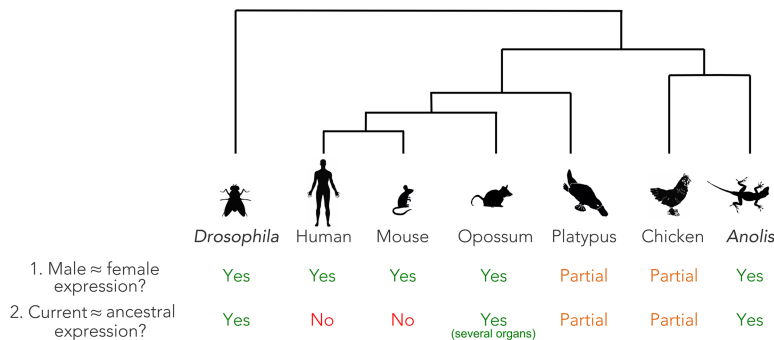 Drosophila Human Mouse Opossum Platypus Chicken Anolis
1. Male ≈ female
expression? Yes Yes Yes Yes Partial Partial Yes
2. Current ≈ ancestral
expression? Yes No No Yes Partial Partial Yes
(several organs)